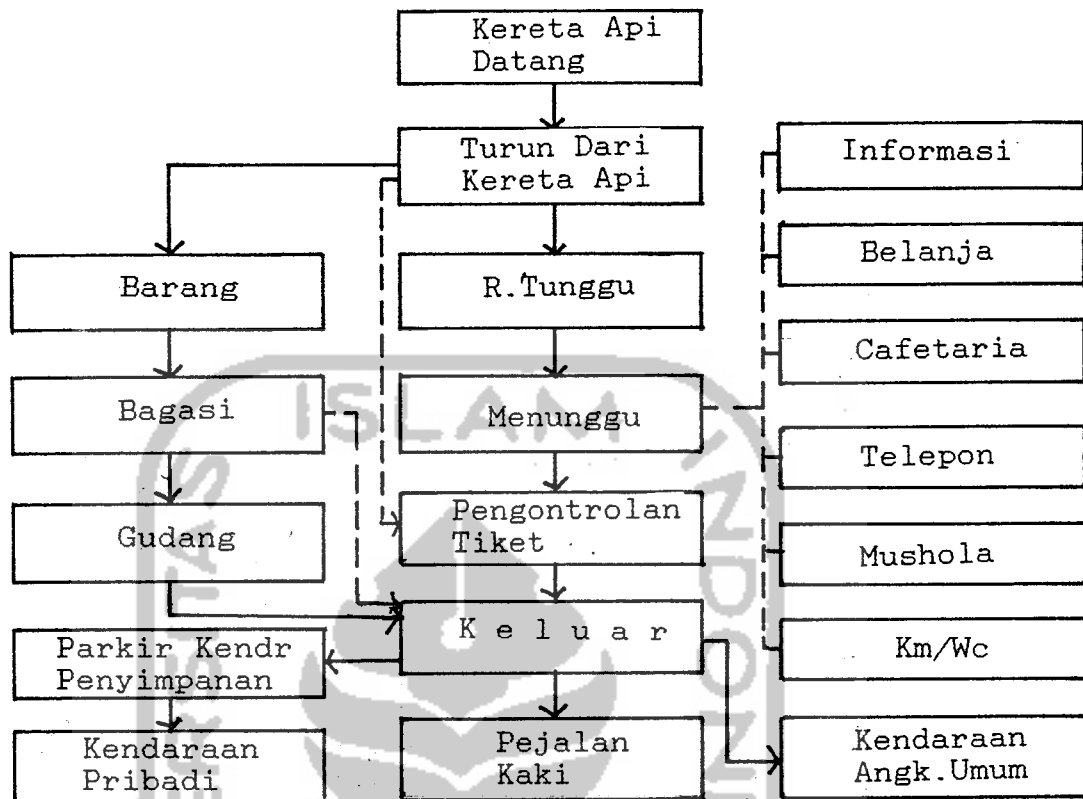 Kereta Api
Datang
Turun Dari
Kereta Api
Informasi
Barang
R.Tunggu
Belanja
Cafetaria
Bagasi
Menunggu
Telepon
Gudang
Pengontrolan
Tiket
Mushola
K e l u a r
Parkir Kendr
Penyimpanan
Km/Wc
Kendaraan
Pribadi
Pejalan
Kaki
Kendaraan
Angk.Umum
ISLAM